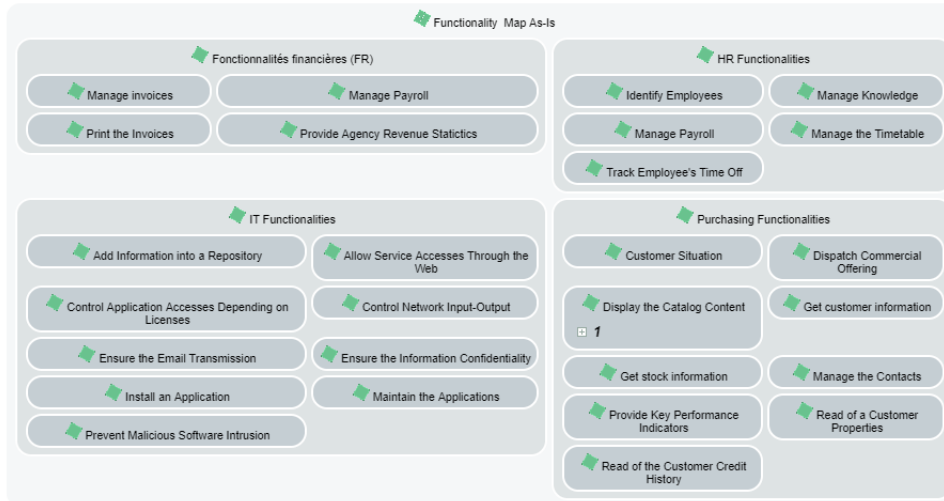 Functionality Map As-Is
Fonctionnalités financières (FR)
Manage invoices
Manage Payroll
Print the Invoices
Provide Agency Revenue Statictics
HR Functionalities
Identify Employees
Manage Knowledge
Manage Payroll
Manage the Timetable
Track Employee's Time Off
IT Functionalities
Add Information into a Repository
Allow Service Accesses Through the
Web
Control Application Accesses Depending on
Licenses
Control Network Input-Output
Ensure the Email Transmission
Ensure the Information Confidentiality
Install an Application
Maintain the Applications
Prevent Malicious Software Intrusion
Purchasing Functionalities
Customer Situation
Dispatch Commercial
Offering
Display the Catalog Content
1
Get customer information
Get stock information
Manage the Contacts
Provide Key Performance
Indicators
Read of a Customer
Properties
Read of the Customer Credit
History